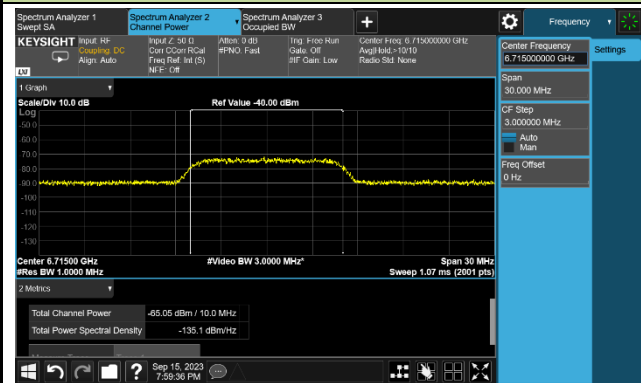 Spectrum Analyzer 1
Swept SA
Spectrum Analyzer 2
Channel Power
Spectrum Analyzer 3
Occupied BW
Frequency
KEYSIGHT
Input: RF
Coupling: DC
Align: Auto
Input Z: 50 Ω
Corr CCorr RCal
Freq Ref: Int (S)
NFE: Off
Atten: 0 dB
#PNO: Fast
Trig: Free Run
Gate: Off
#IF Gain: Low
Center Freq: 6.715000000 GHz
Avg|Hold:>10/10
Radio Std: None
LXI
Center Frequency
6.715000000 GHz
Settings
Span
30.000 MHz
CF Step
3.000000 MHz
Auto
Man
Freq Offset
0 Hz
1 Graph
Scale/Div 10.0 dB
Ref Value -40.00 dBm
Log
-50.0
-60.0
-70.0
-80.0
-90.0
-100
-110
-120
-130
Center 6.71500 GHz
#Video BW 3.0000 MHz*
Span 30 MHz
#Res BW 1.0000 MHz
Sweep 1.07 ms (2001 pts)
2 Metrics
Total Channel Power -65.05 dBm / 10.0 MHz
Total Power Spectral Density -135.1 dBm/Hz
?
Sep 15, 2023
7:59:36 PM